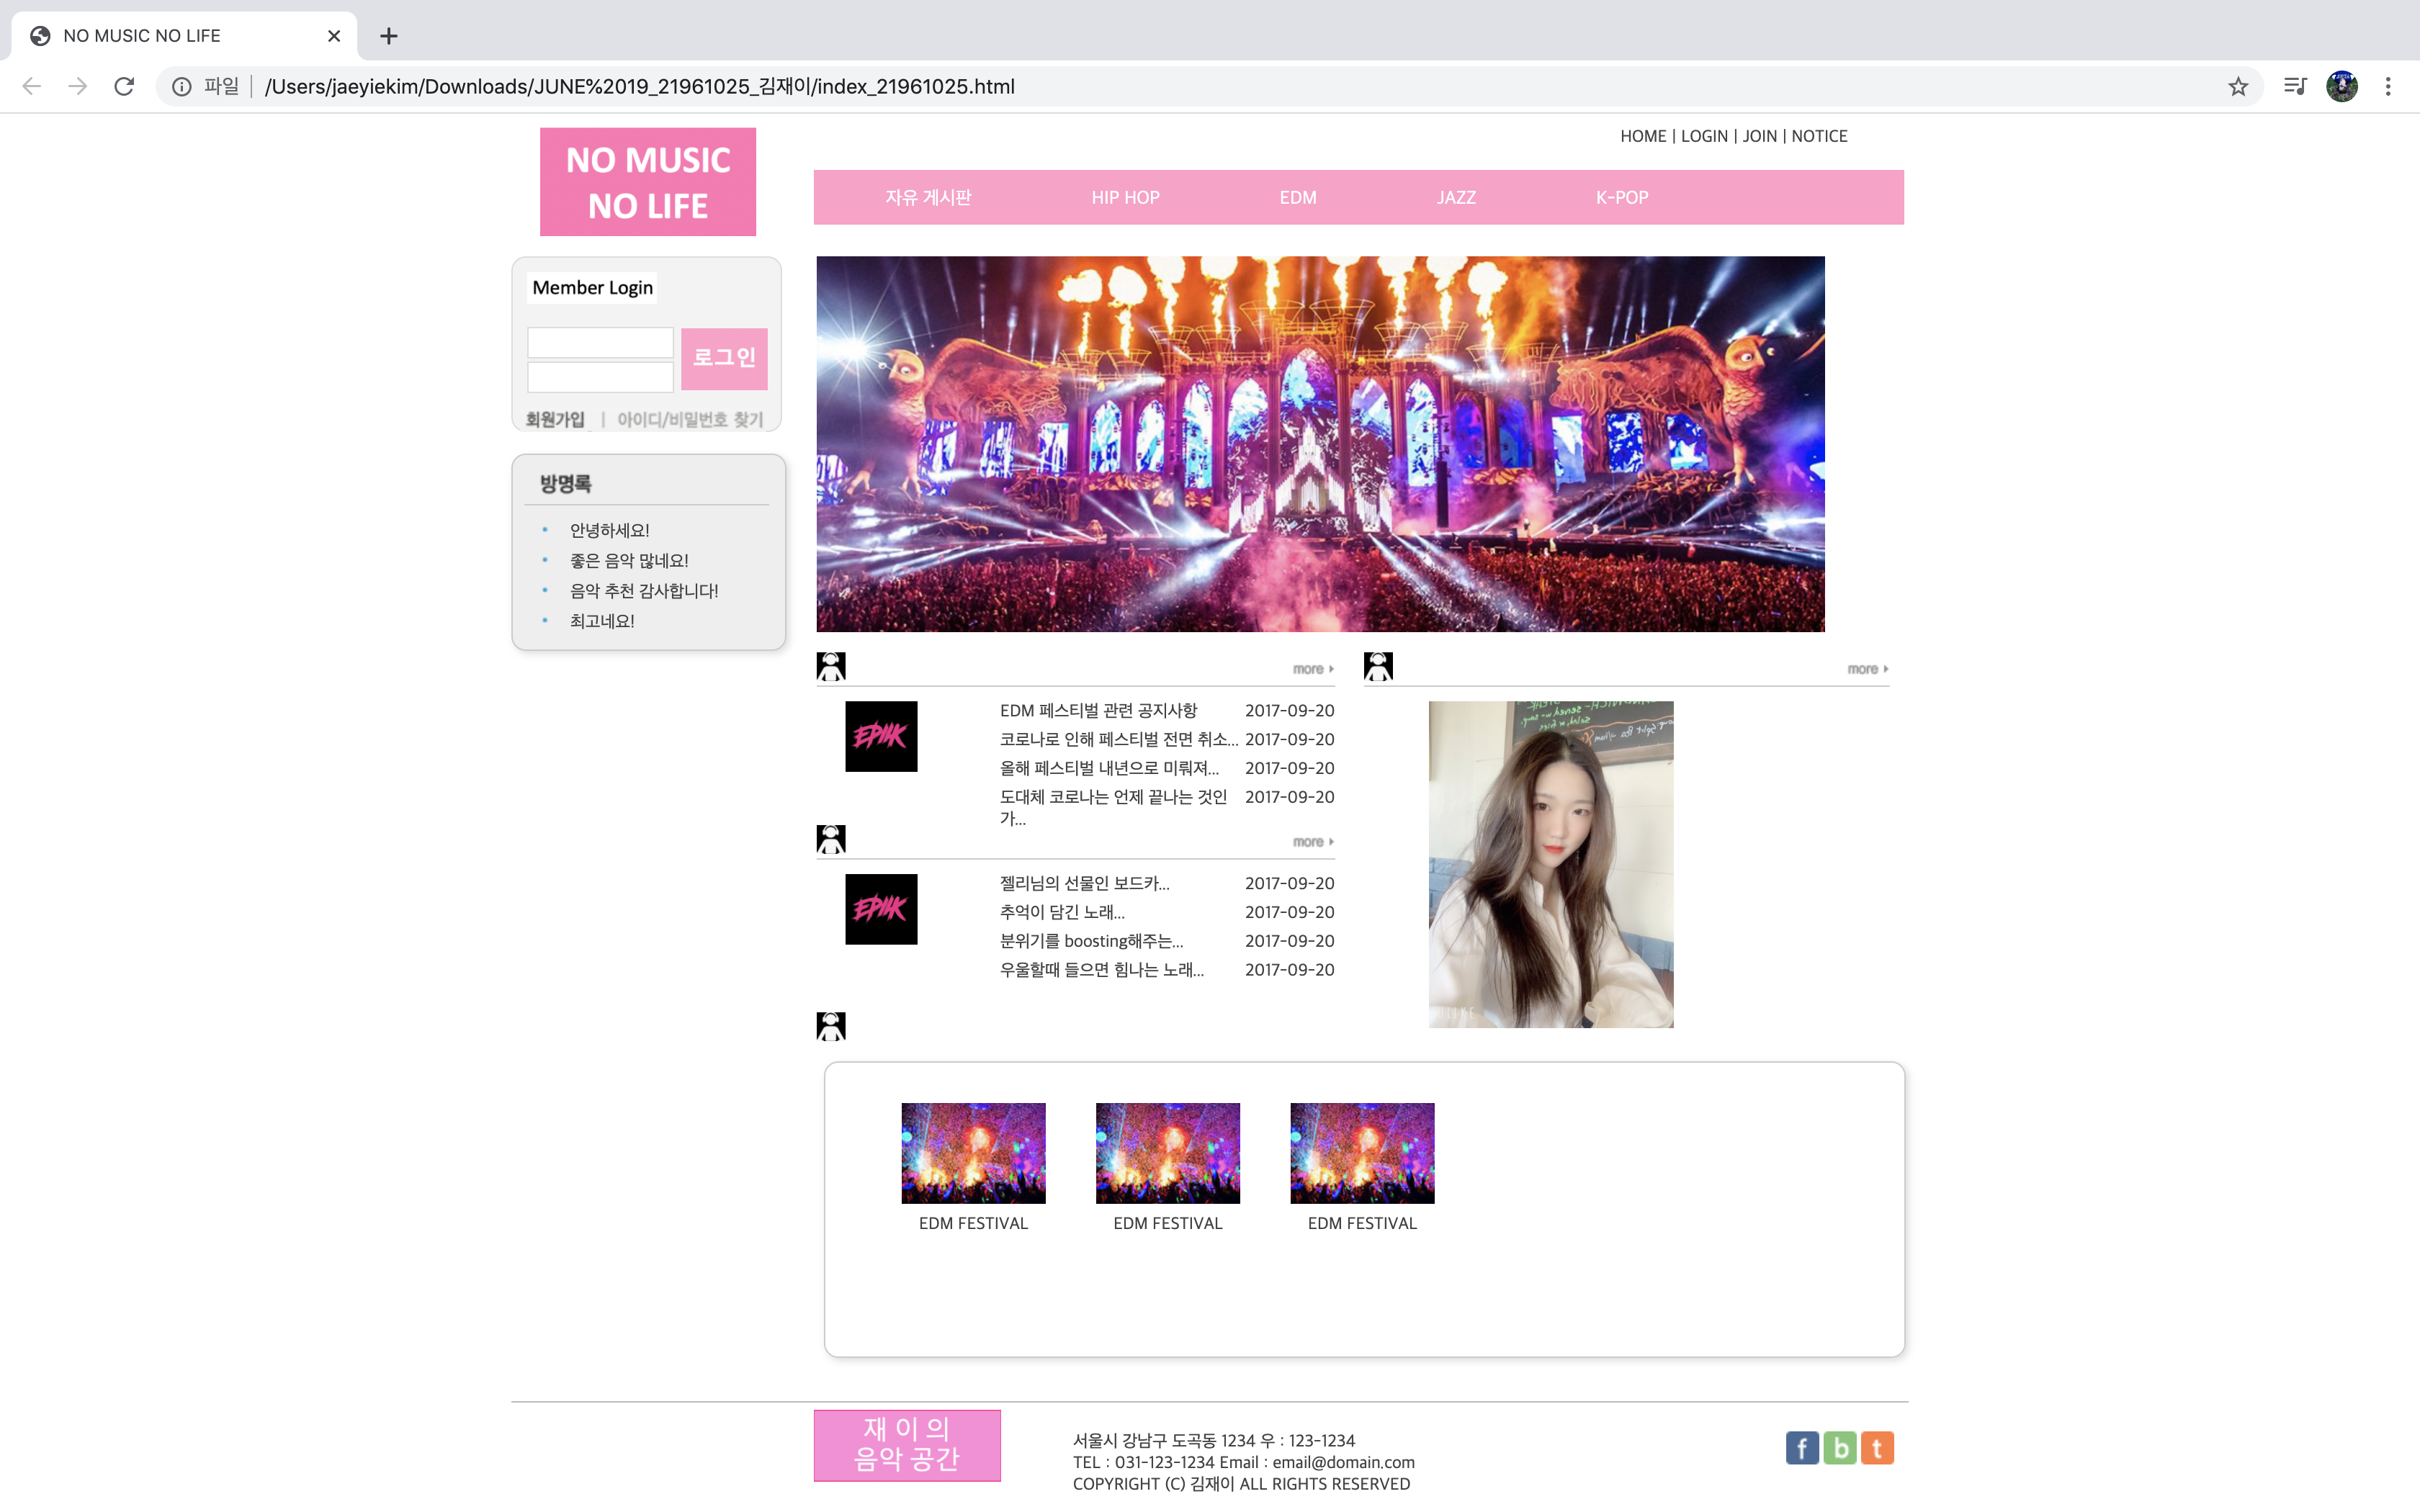 NO MUSIC NO LIFE
파일
/Users/jaeyiekim/Downloads/JUNE%2019_21961025_김재이/index_21961025.html
HOME | LOGIN | JOIN | NOTICE
NO MUSIC
NO LIFE
자유 게시판 HIP HOP EDM JAZZ K-POP
Member Login
로그인
회원가입 | 아이디/비밀번호 찾기
방명록
안녕하세요!
좋은 음악 많네요!
음악 추천 감사합니다!
최고네요!
more
more
EPIIK
EDM 페스티벌 관련 공지사항 2017-09-20
코로나로 인해 페스티벌 전면 취소... 2017-09-20
올해 페스티벌 내년으로 미뤄져... 2017-09-20
도대체 코로나는 언제 끝나는 것인 2017-09-20
가...
more
EPIIK
젤리님의 선물인 보드카... 2017-09-20
추억이 담긴 노래... 2017-09-20
분위기를 boosting해주는... 2017-09-20
우울할때 들으면 힘나는 노래... 2017-09-20
EDM FESTIVAL
EDM FESTIVAL
EDM FESTIVAL
재 이 의
음악 공간
서울시 강남구 도곡동 1234 우 : 123-1234
TEL : 031-123-1234 Email : email@domain.com
COPYRIGHT (C) 김재이 ALL RIGHTS RESERVED
f b t